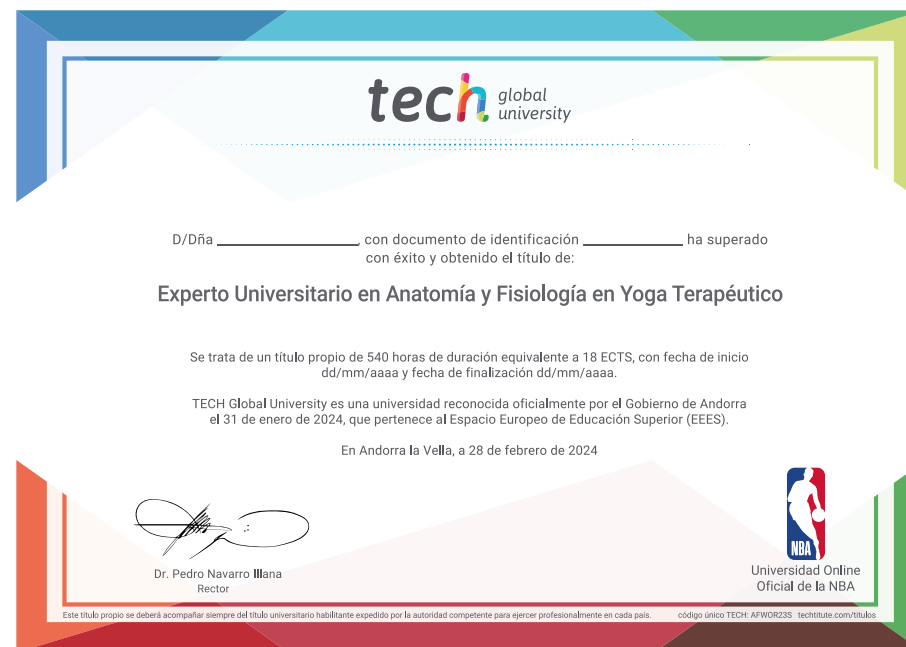 tech global university
D/Dña ____________________, con documento de identificación ______________ ha superado
con éxito y obtenido el título de:
Experto Universitario en Anatomía y Fisiología en Yoga Terapéutico
Se trata de un título propio de 540 horas de duración equivalente a 18 ECTS, con fecha de inicio
dd/mm/aaaa y fecha de finalización dd/mm/aaaa.
TECH Global University es una universidad reconocida oficialmente por el Gobierno de Andorra
el 31 de enero de 2024, que pertenece al Espacio Europeo de Educación Superior (EEES).
En Andorra la Vella, a 28 de febrero de 2024
NBA
Dr. Pedro Navarro Illana
Rector
Universidad Online
Oficial de la NBA
Este título propio se deberá acompañar siempre del título universitario habilitante expedido por la autoridad competente para ejercer profesionalmente en cada país. código único TECH: AFWOR23S techtitute.com/titulos